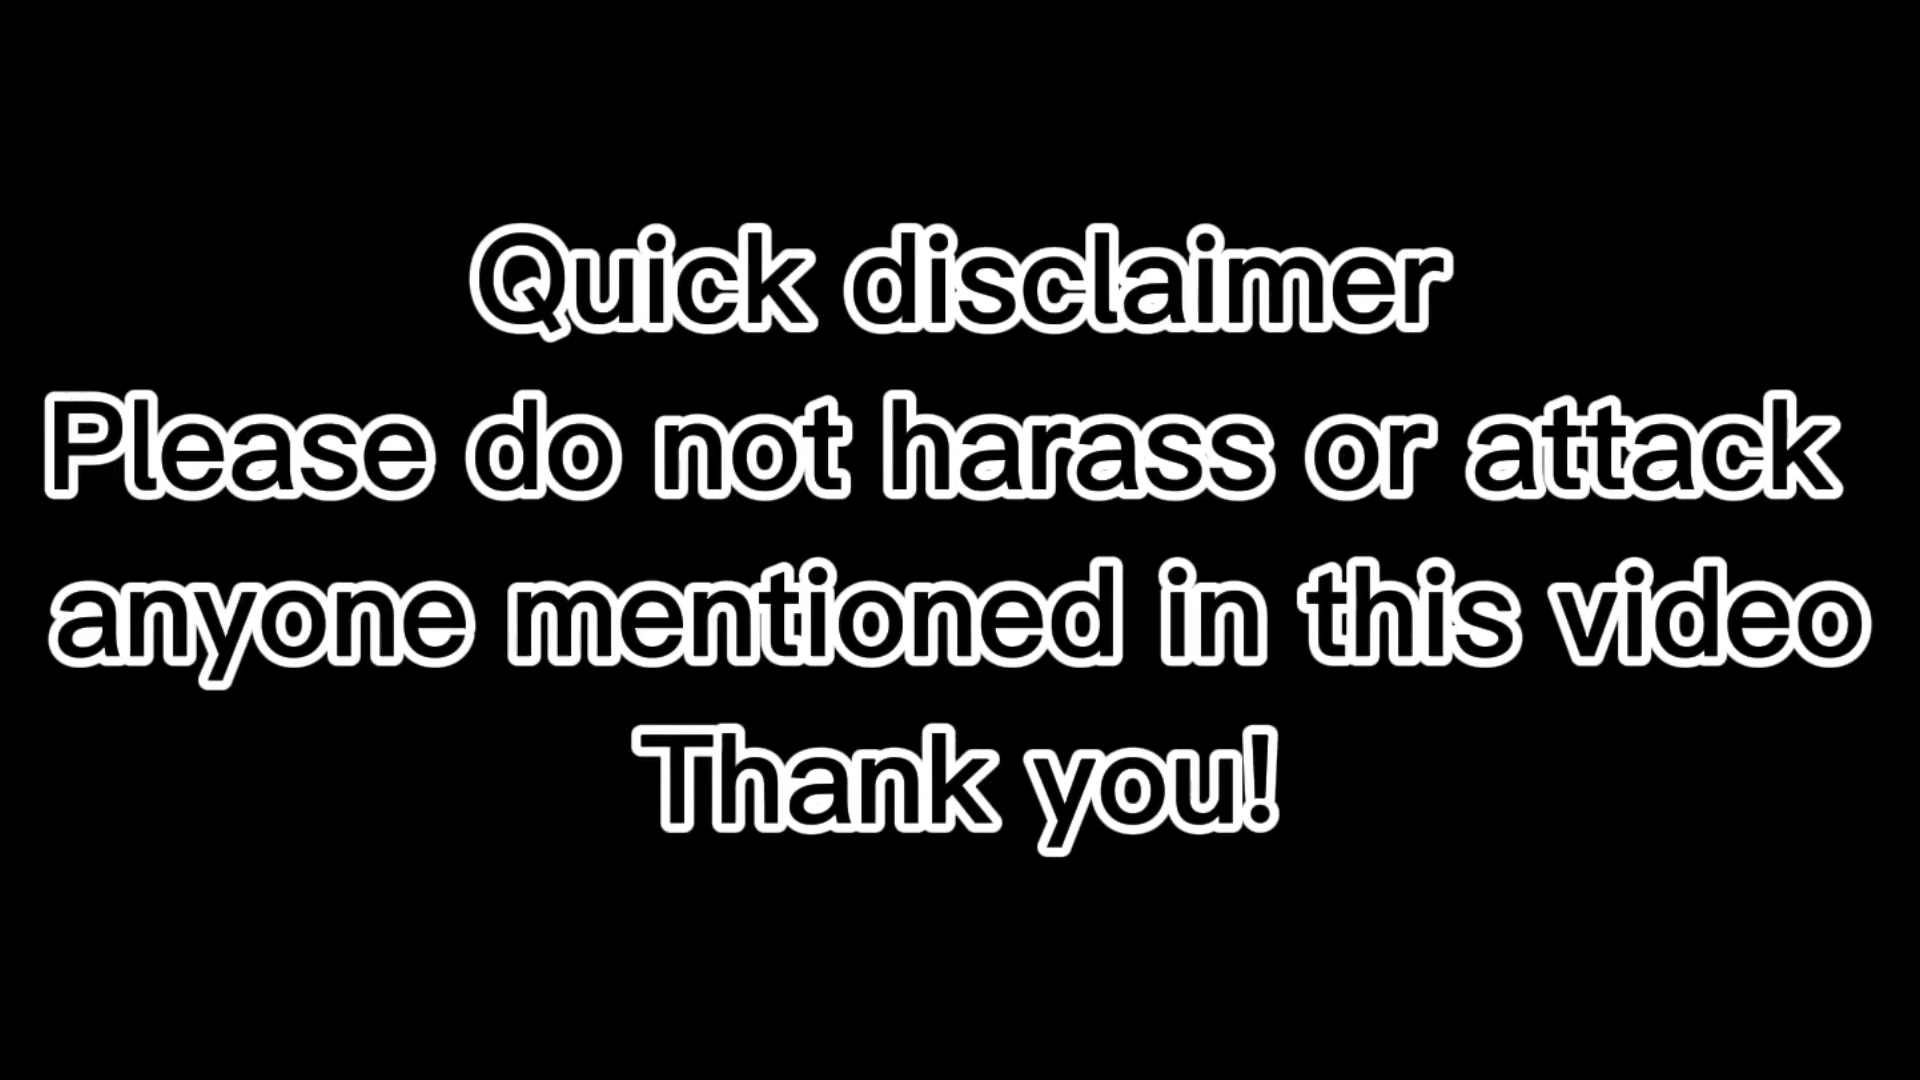 Quick disclaimer
Please do not harass or attack
anyone mentioned in this video
Thank you!